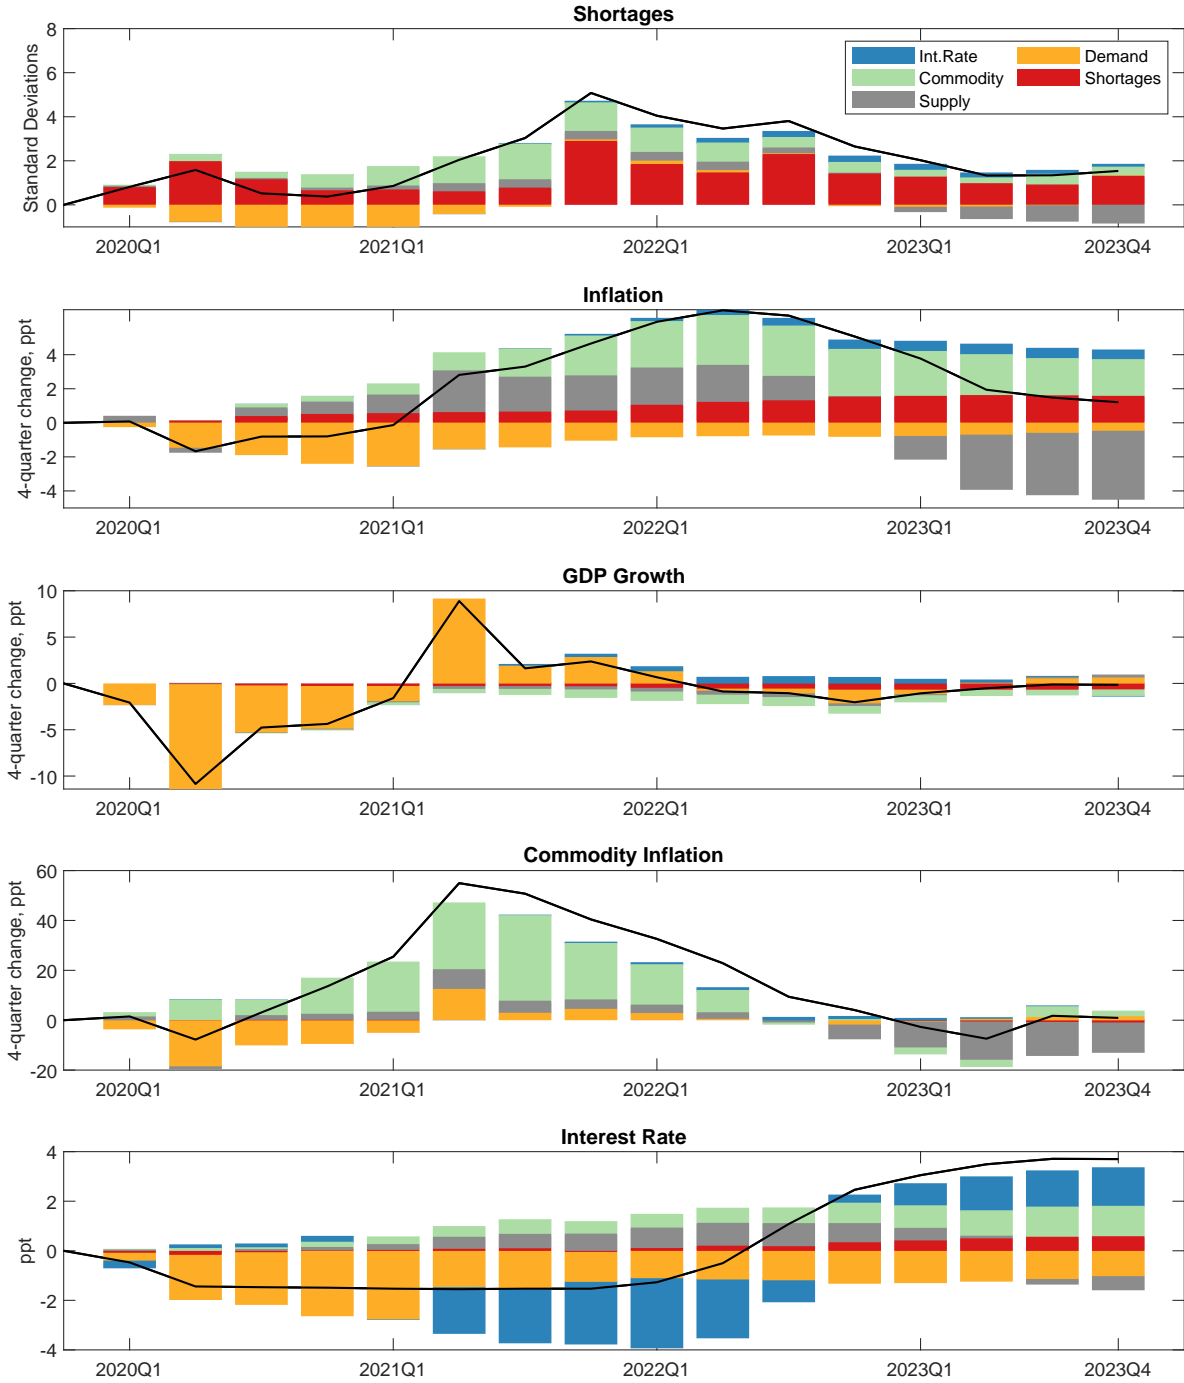 Shortages
Standard Deviations
8
6
4
2
0
Int.Rate Demand
Commodity Shortages
Supply
2020Q1 2021Q1 2022Q1 2023Q1 2023Q4
Inflation
4-quarter change, ppt
4
2
0
-2
-4
2020Q1 2021Q1 2022Q1 2023Q1 2023Q4
GDP Growth
4-quarter change, ppt
10
5
0
-5
-10
2020Q1 2021Q1 2022Q1 2023Q1 2023Q4
Commodity Inflation
4-quarter change, ppt
60
40
20
0
-20
2020Q1 2021Q1 2022Q1 2023Q1 2023Q4
Interest Rate
ppt
4
2
0
-2
-4
2020Q1 2021Q1 2022Q1 2023Q1 2023Q4